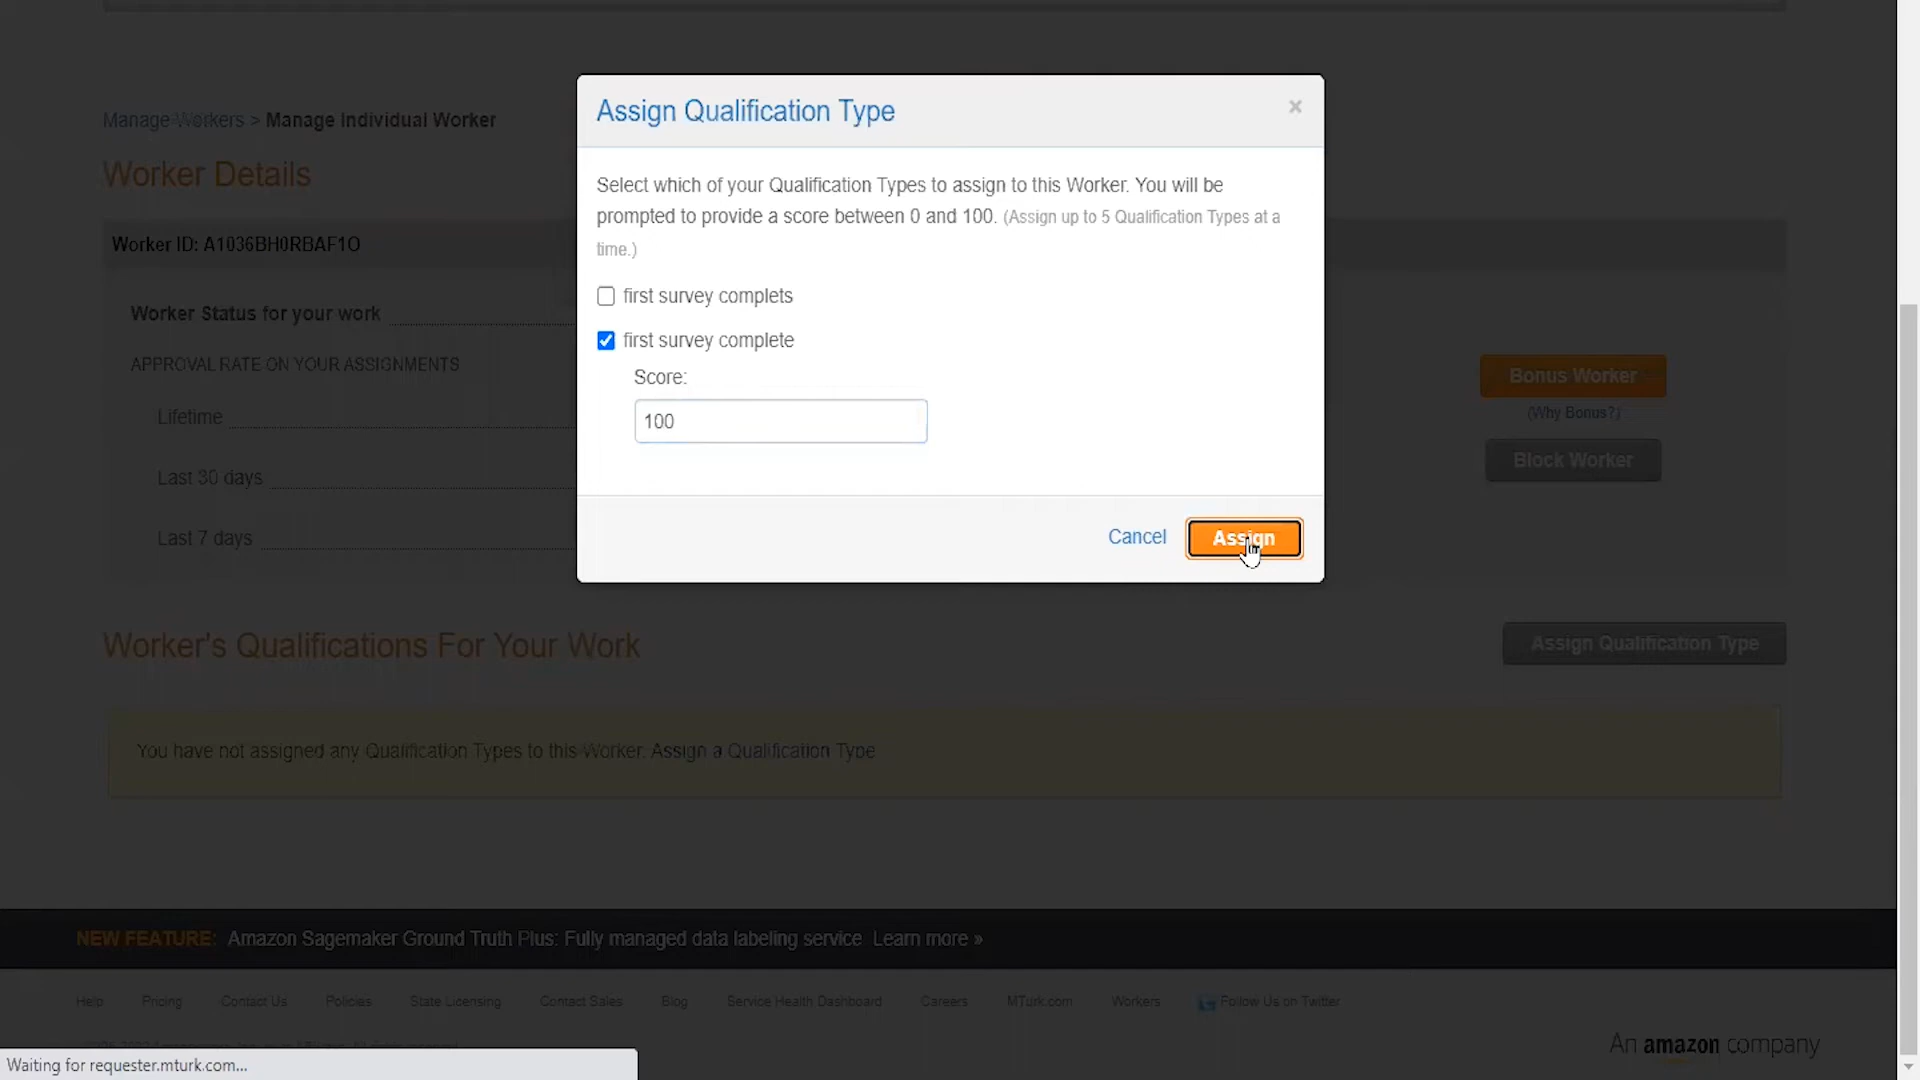 Manage Workers > Manage Individual Worker
Worker Details
Worker ID: A1036BH0RBAF1O
Worker Status for your work
APPROVAL RATE ON YOUR ASSIGNMENTS
Lifetime
Last 30 days
Last 7 days
Assign Qualification Type
×
Select which of your Qualification Types to assign to this Worker. You will be
prompted to provide a score between 0 and 100. (Assign up to 5 Qualification Types at a
time.)
first survey complets
first survey complete
Score:
100
Cancel
Assign
Bonus Worker
(Why Bonus?)
Block Worker
Worker's Qualifications For Your Work
Assign Qualification Type
You have not assigned any Qualification Types to this Worker. Assign a Qualification Type
NEW FEATURE: Amazon Sagemaker Ground Truth Plus: Fully managed data labeling service Learn more »
Help Pricing Contact Us Policies State Licensing Contact Sales Blog Service Health Dashboard Careers MTurk.com Workers Follow Us on Twitter
An amazon company
Waiting for requester.mturk.com...